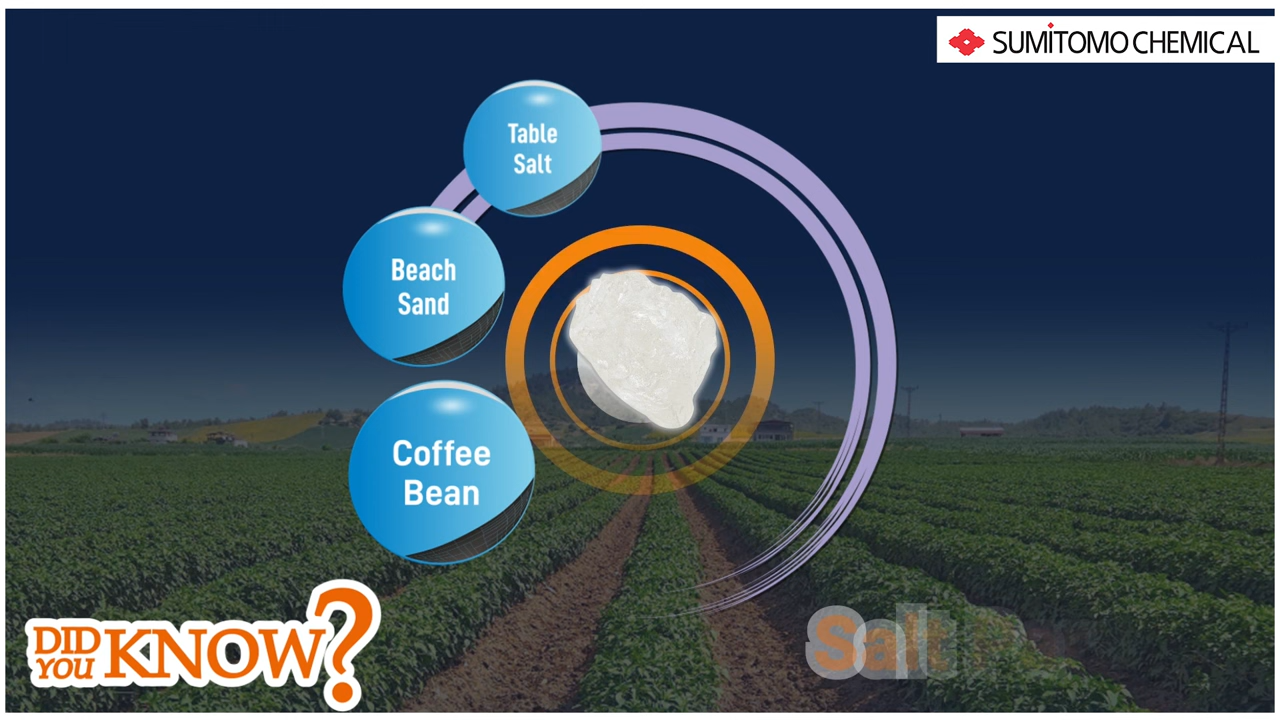 SUMITOMO CHEMICAL
Table
Salt
Beach
Sand
Coffee
Bean
DID
YOU
KNOW?
Salt